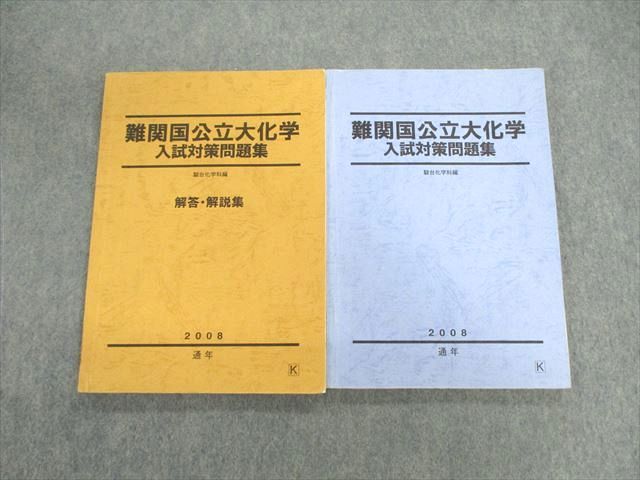 難関国公立大化学
入試対策問題集
駿台化学科編
解答・解説集
2008
通年
K
難関国公立大化学
入試対策問題集
駿台化学科編
2008
通年
K